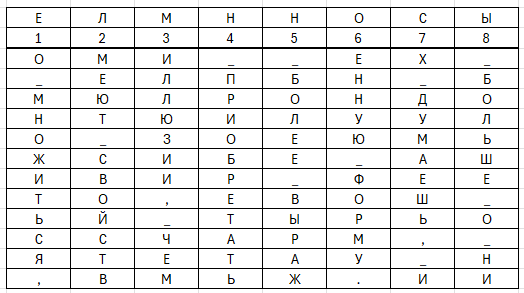 Е Л М Н Н О С Ы
1 2 3 4 5 6 7 8
О М И _ _ Е Х _
_ Е Л П Б Н _ Б
М Ю Л Р О Н Д О
Н Т Ю И Л У У Л
О _ З О Е Ю М Ь
Ж С И Б Е _ А Ш
И В И Р _ Ф Е Е
Т О , Е В О Ш _
Ь Й _ Т Ы Р Ь О
С С Ч А Р М , _
Я Т Е Т А У _ Н
, В М Ь Ж . И И